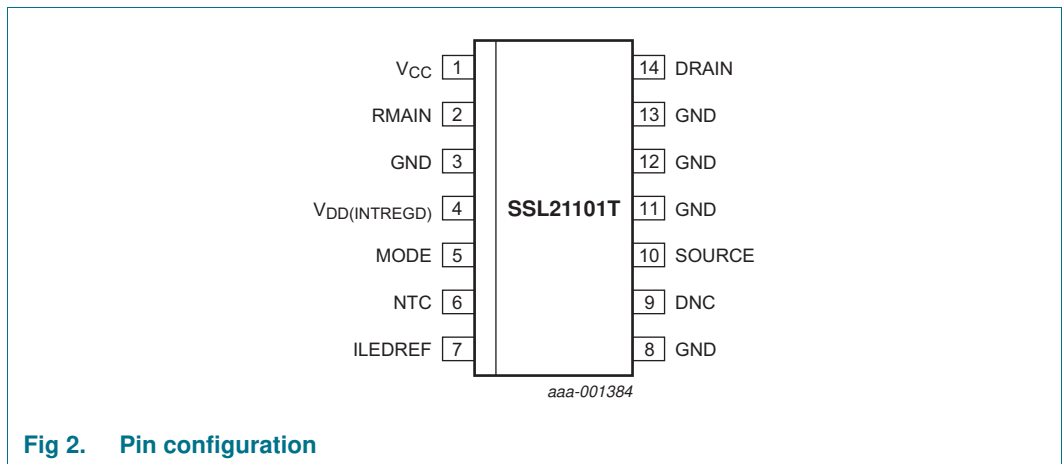 VCC 1 14 DRAIN
RMAIN 2 13 GND
GND 3 12 GND
VDD(INTREGD) 4 SSL21101T 11 GND
MODE 5 10 SOURCE
NTC 6 9 DNC
ILEDREF 7 8 GND
aaa-001384
Fig 2. Pin configuration